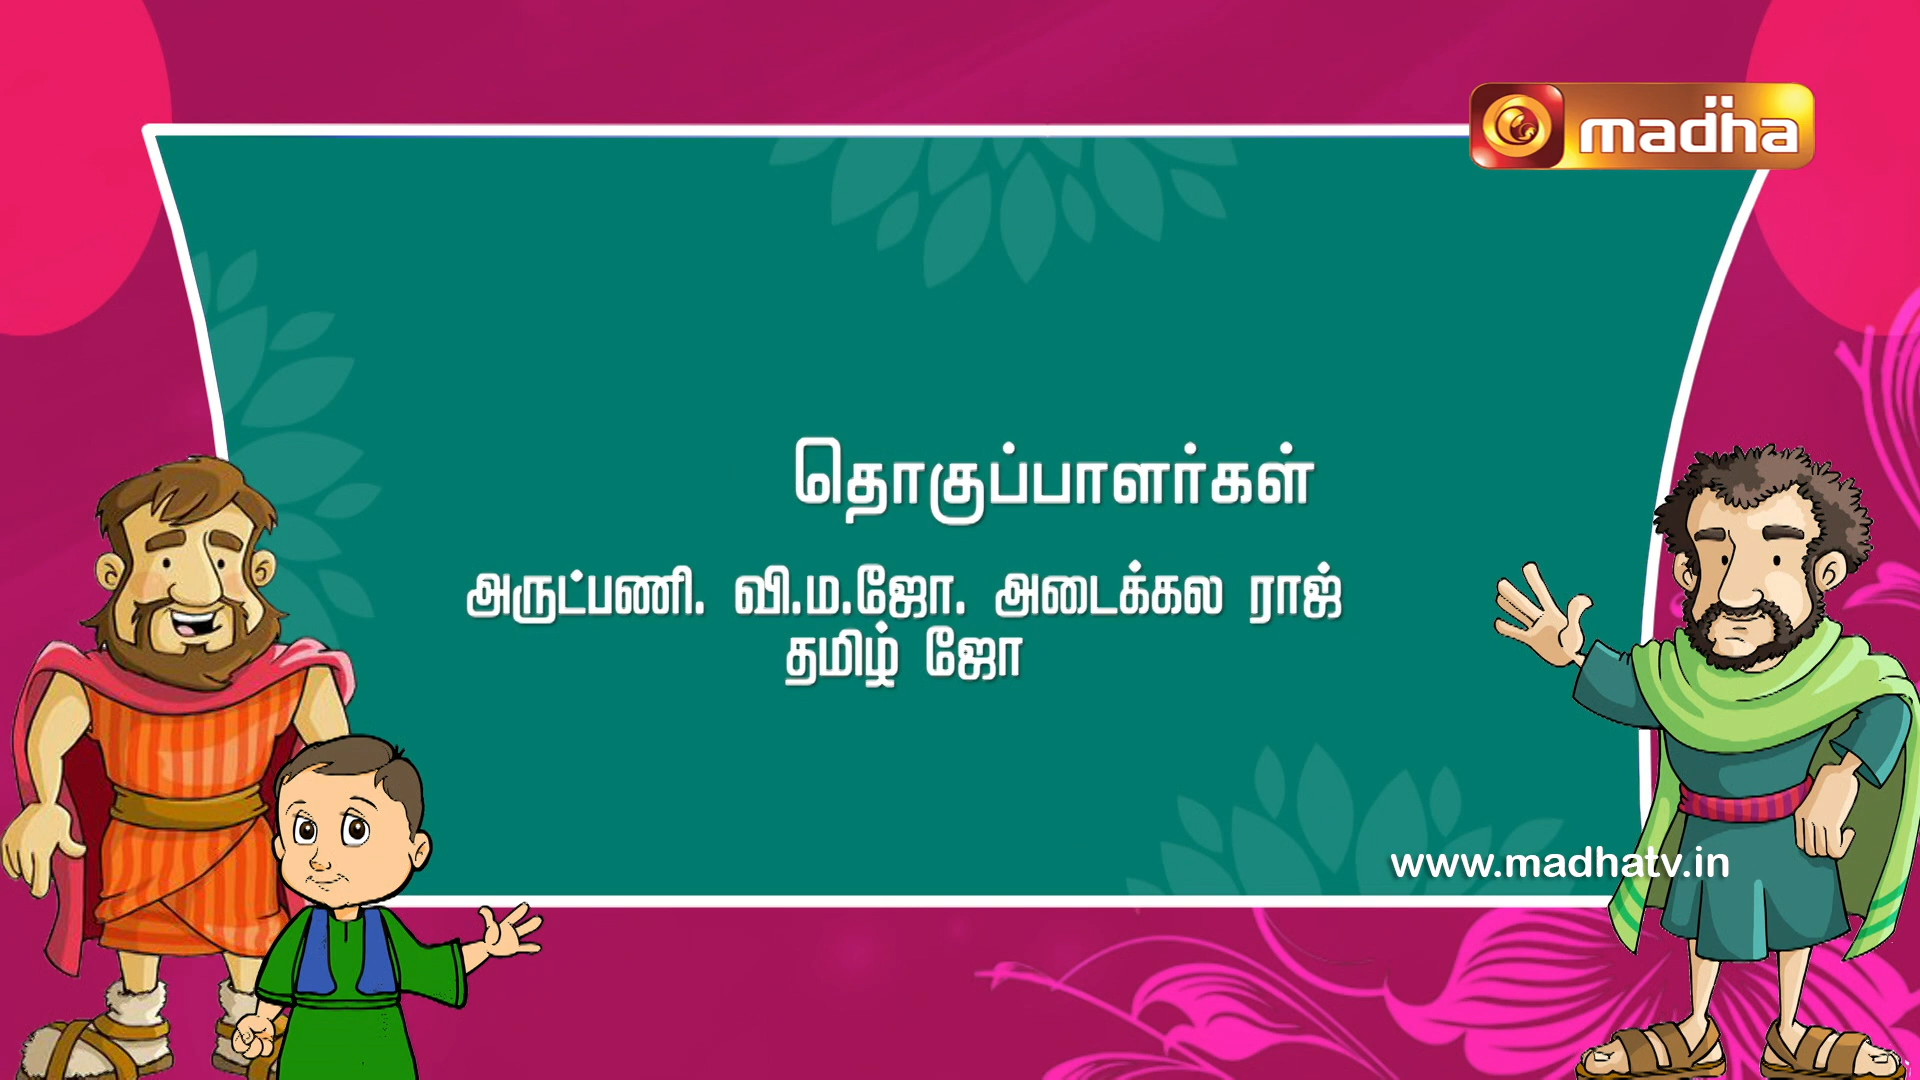 madha
தொகுப்பாளர்கள்
அருட்பணி. வி.ம.ஜோ. அடைக்கல ராஜ்
தமிழ் ஜோ
www.madhatv.in